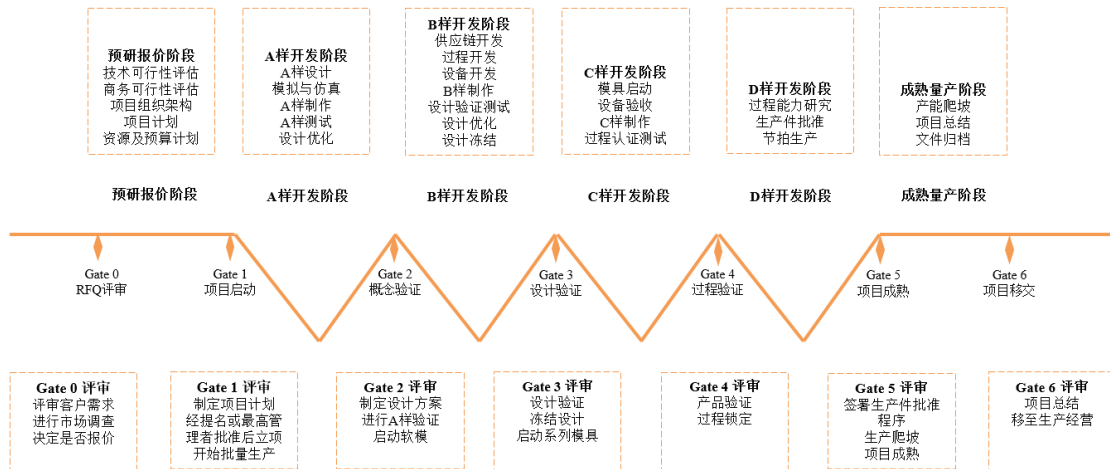 预研报价阶段
技术可行性评估
商务可行性评估
项目组织架构
项目计划
资源及预算计划
A样开发阶段
A样设计
模拟与仿真
A样制作
A样测试
设计优化
B样开发阶段
供应链开发
过程开发
设备开发
B样制作
设计验证测试
设计优化
设计冻结
C样开发阶段
模具启动
设备验收
C样制作
过程认证测试
D样开发阶段
过程能力研究
生产件批准
节拍生产
成熟量产阶段
产能爬坡
项目总结
文件归档
预研报价阶段
A样开发阶段
B样开发阶段
C样开发阶段
D样开发阶段
成熟量产阶段
Gate 0
RFQ评审
Gate 1
项目启动
Gate 2
概念验证
Gate 3
设计验证
Gate 4
过程验证
Gate 5
项目成熟
Gate 6
项目移交
Gate 0 评审
评审客户需求
进行市场调查
决定是否报价
Gate 1 评审
制定项目计划
经提名或最高管
理者批准后立项
开始批量生产
Gate 2 评审
制定设计方案
进行A样验证
启动软模
Gate 3 评审
设计验证
冻结设计
启动系列模具
Gate 4 评审
产品验证
过程锁定
Gate 5 评审
签署生产件批准
程序
生产爬坡
项目成熟
Gate 6 评审
项目总结
移至生产经营